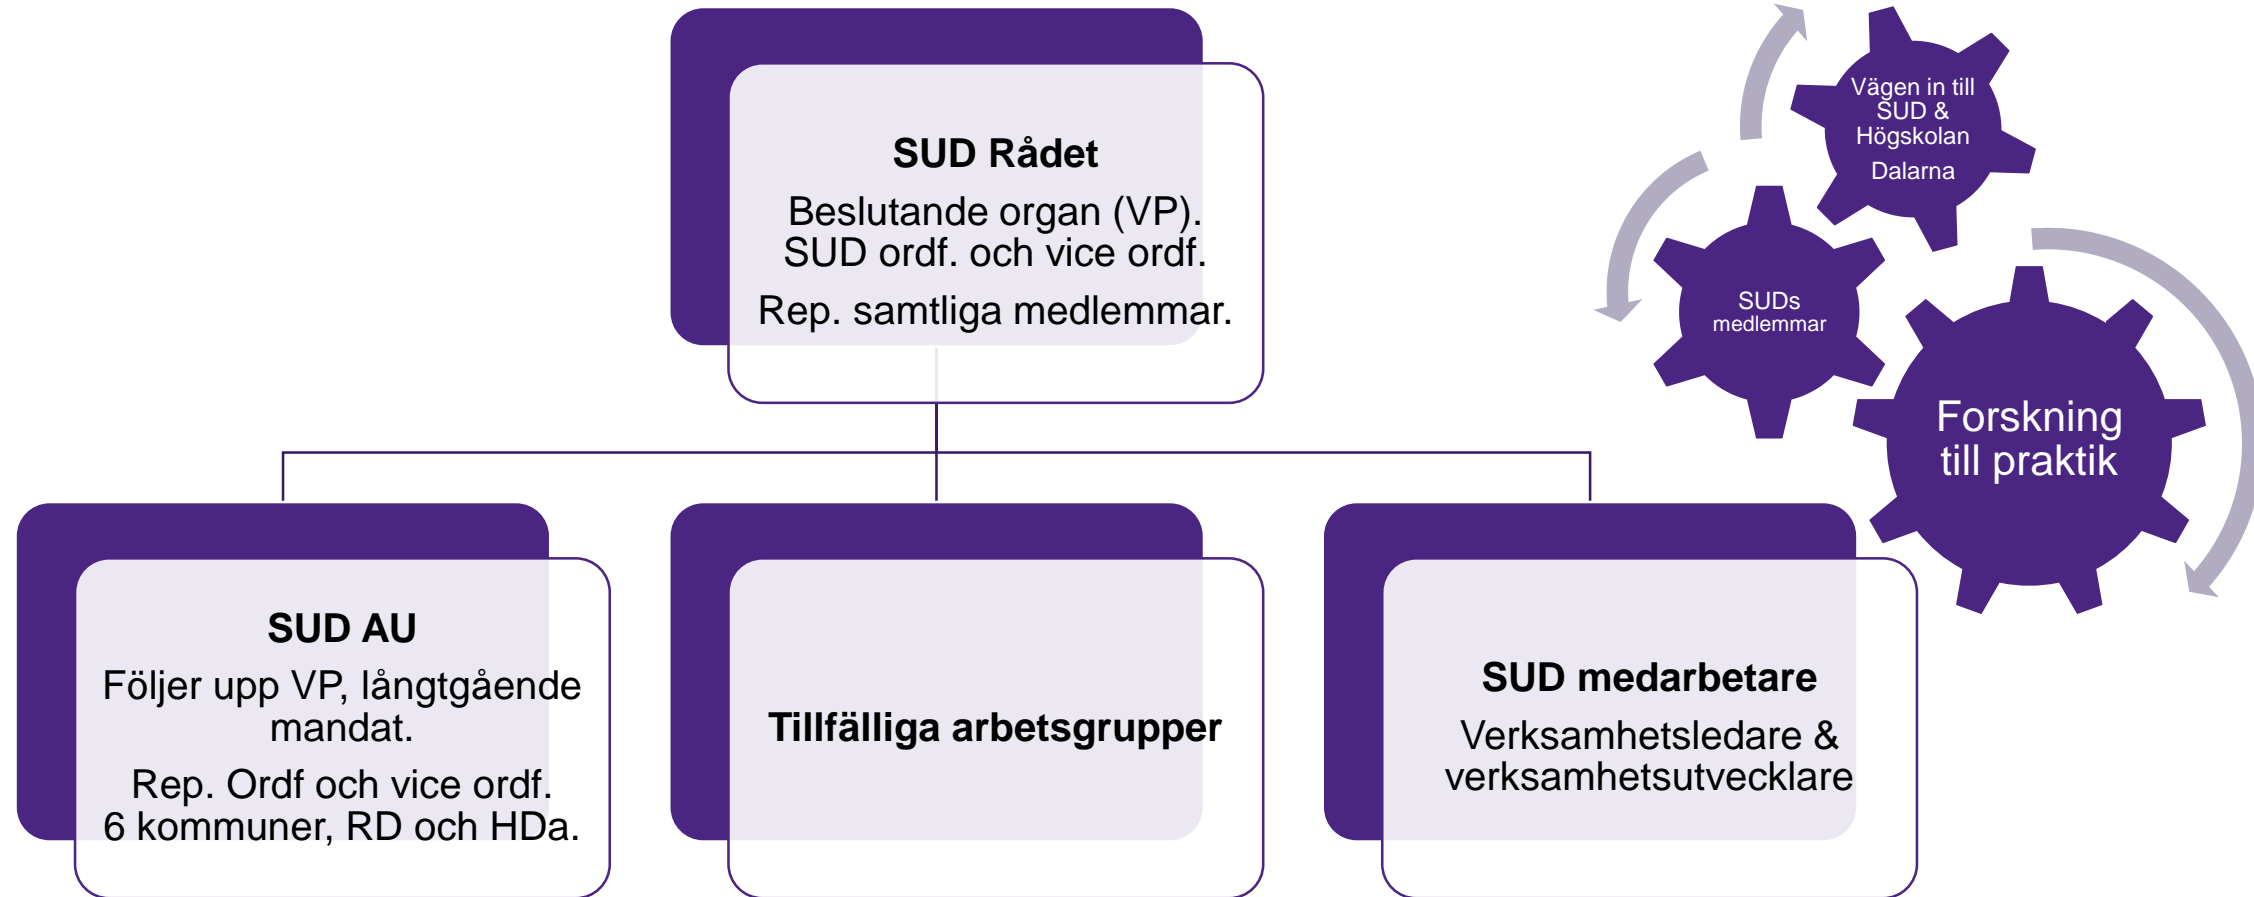 SUD Rådet
Beslutande organ (VP).
SUD ordf. och vice ordf.
Rep. samtliga medlemmar.
Vägen in till
SUD &
Högskolan
Dalarna
SUDs
medlemmar
Forskning
till praktik
SUD AU
Följer upp VP, långtgående
mandat.
Rep. Ordf och vice ordf.
6 kommuner, RD och HDa.
Tillfälliga arbetsgrupper
SUD medarbetare
Verksamhetsledare &
verksamhetsutvecklare